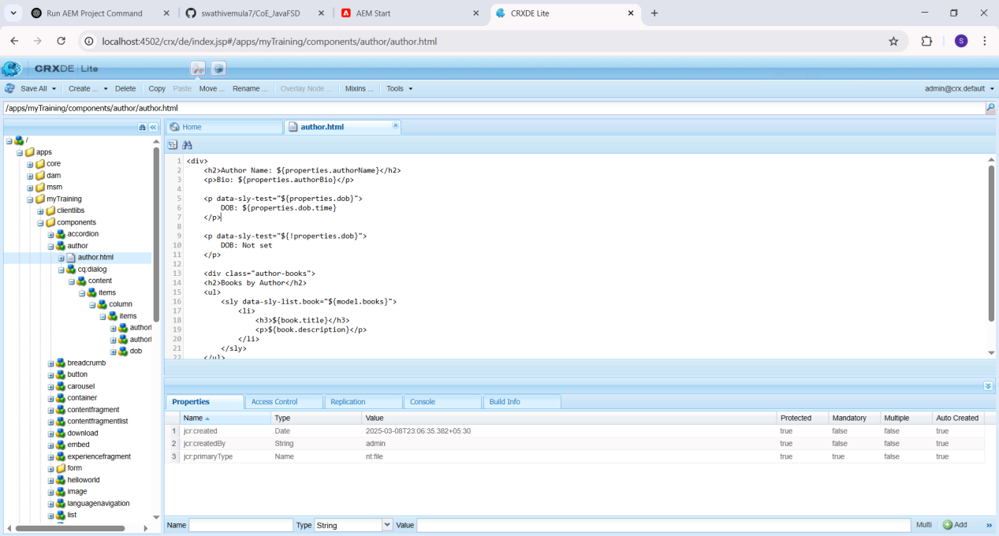 Run AEM Project Command
swathivemula7/CoE_JavaFSD
AEM Start
CRXDE Lite
localhost:4502/crx/de/index.jsp#/apps/myTraining/components/author/author.html
S
CRXDE | Lite
Save All
Create ...
Delete
Copy
Paste
Move ...
Rename ...
Overlay Node ...
Mixins ...
Tools
admin@crx.default
/apps/myTraining/components/author/author.html
Home
author.html
/
apps
core
dam
msm
myTraining
clientlibs
components
accordion
author
author.html
cq:dialog
content
items
column
items
authorl
authorl
dob
breadcrumb
button
carousel
container
contentfragment
contentfragmentlist
download
embed
experiencefragment
form
helloworld
image
languagenavigation
list
1 <div>
2 <h2>Author Name: ${properties.authorName}</h2>
3 <p>Bio: ${properties.authorBio}</p>
4
5 <p data-sly-test="${properties.dob}">
6 DOB: ${properties.dob.time}
7 </p>
8
9 <p data-sly-test="${!properties.dob}">
10 DOB: Not set
11 </p>
12
13 <div class="author-books">
14 <h2>Books by Author</h2>
15 <ul>
16 <sly data-sly-list.book="${model.books}">
17 <li>
18 <h3>${book.title}</h3>
19 <p>${book.description}</p>
20 </li>
21 </sly>
22 </ul>
Properties
Access Control
Replication
Console
Build Info
Name Type Value Protected Mandatory Multiple Auto Created
1 jcr:created Date 2025-03-08T23:06:35.382+05:30 true false false true
2 jcr:createdBy String admin true false false true
3 jcr:primaryType Name nt:file true true false true
Name Type String Value Multi Add »